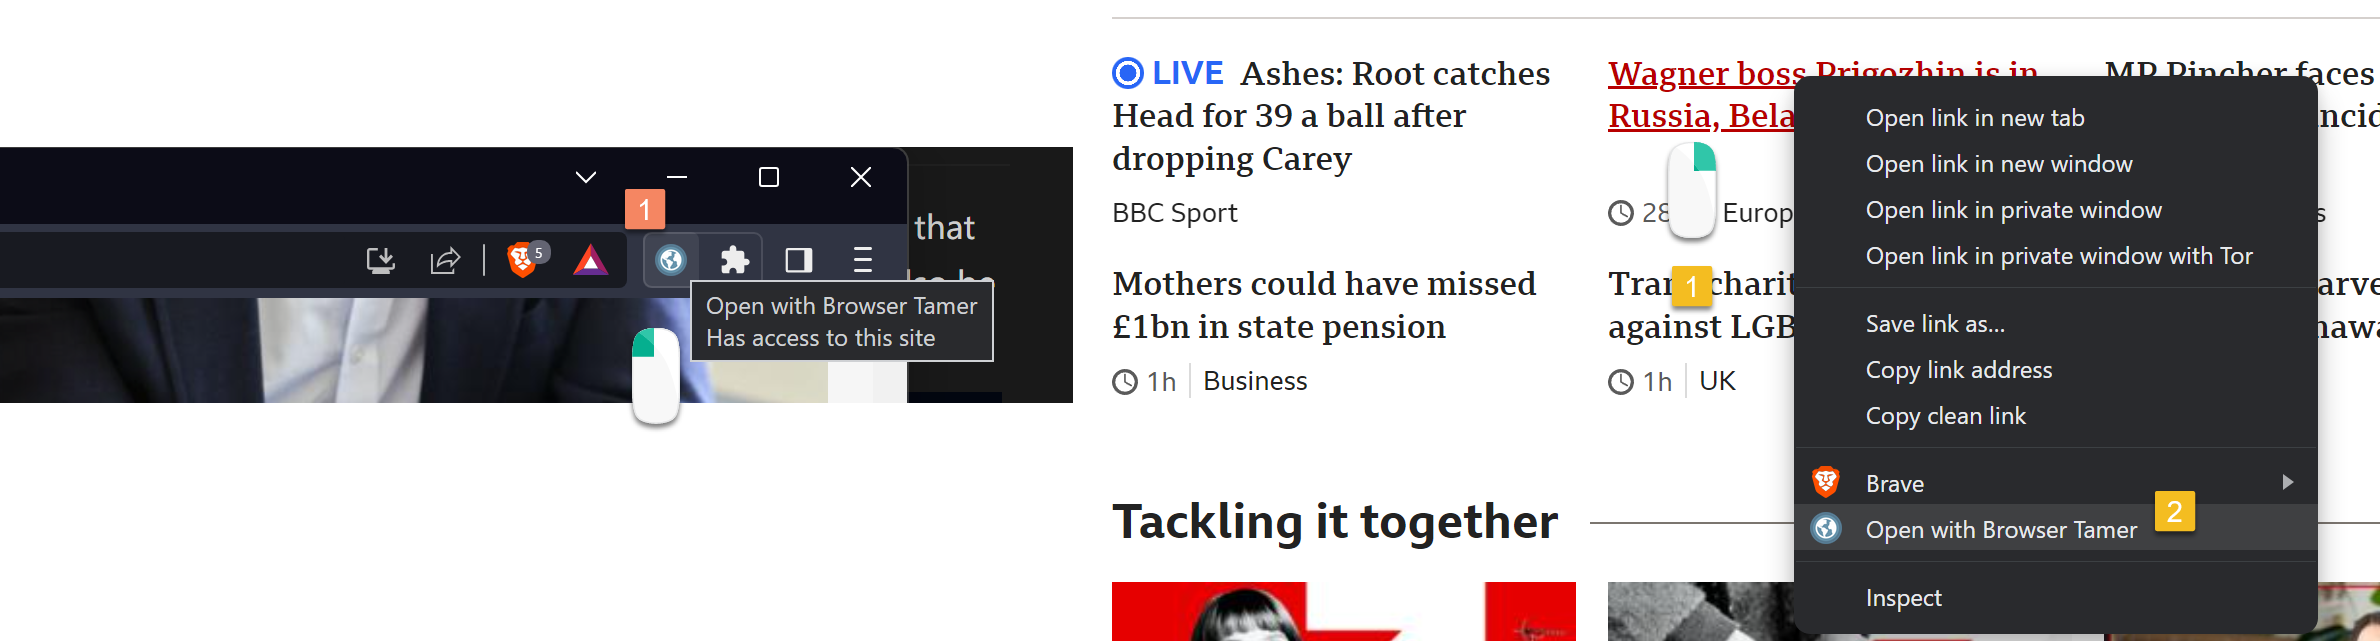 1
that
5
Open with Browser Tamer
Has access to this site
LIVE Ashes: Root catches
Head for 39 a ball after
dropping Carey
BBC Sport
Mothers could have missed
£1bn in state pension
1h Business
Wagner boss Prigozhin is in
Russia, Bela
28 Europ
1
against LGB
1h UK
MP Pincher faces
Tackling it together
Open link in new tab
Open link in new window
Open link in private window
Open link in private window with Tor
Save link as...
Copy link address
Copy clean link
Brave
2
Open with Browser Tamer
Inspect